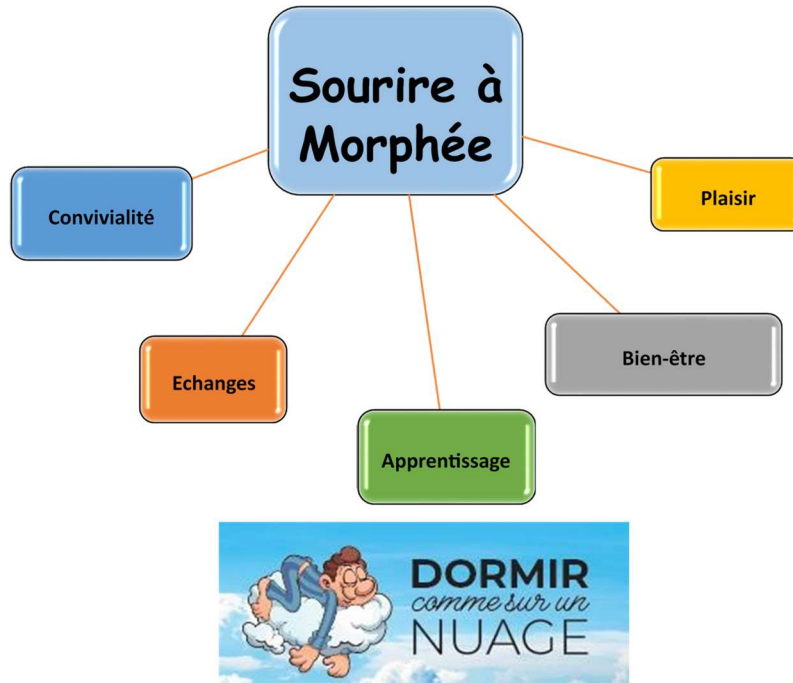 Sourire à
Morphée
Convivialité
Plaisir
Echanges
Bien-être
Apprentissage
DORMIR
comme sur un
NUAGE